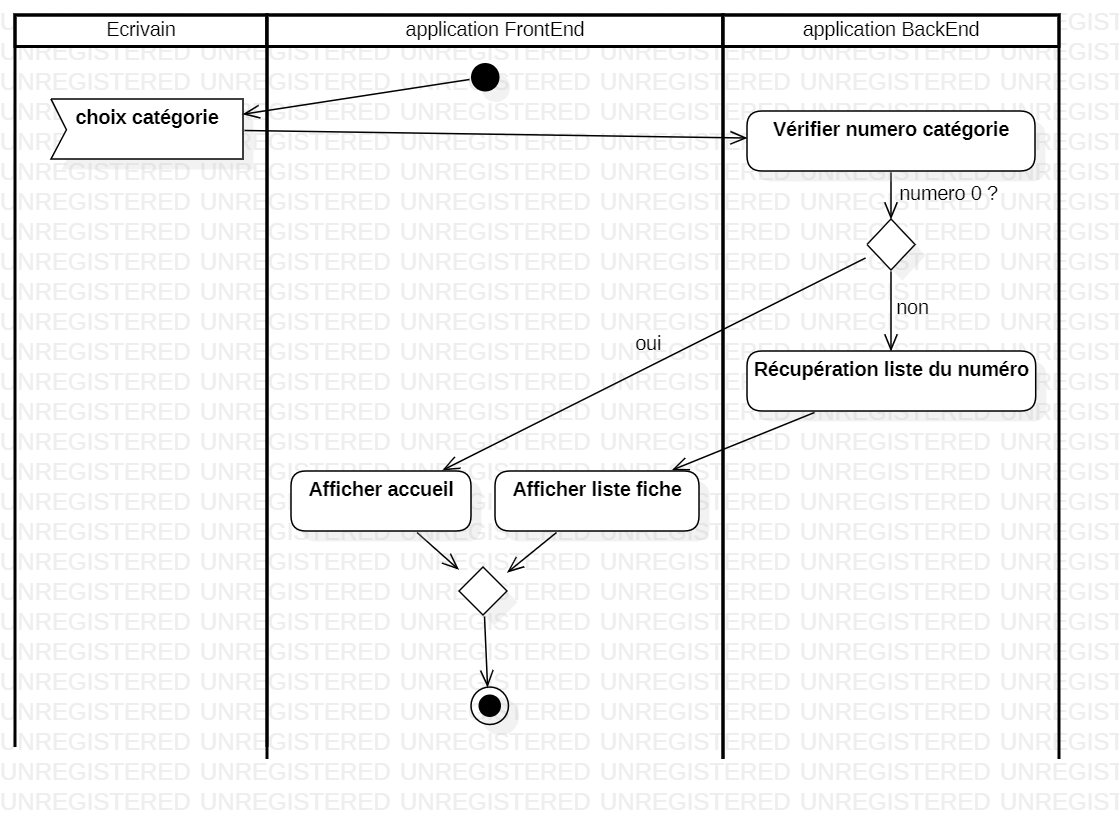 Ecrivain
application FrontEnd
application BackEnd
choix catégorie
Vérifier numero catégorie
numero 0 ?
non
oui
Récupération liste du numéro
Afficher accueil
Afficher liste fiche
UNREGISTERED